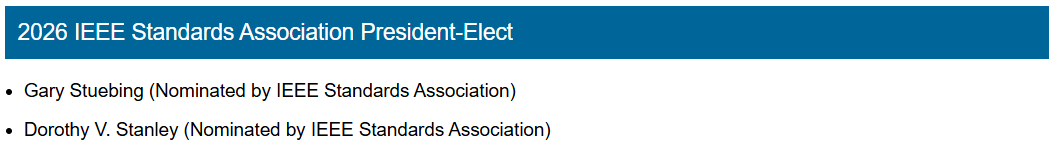 2026 IEEE Standards Association President-Elect
• Gary Stuebing (Nominated by IEEE Standards Association)
• Dorothy V. Stanley (Nominated by IEEE Standards Association)